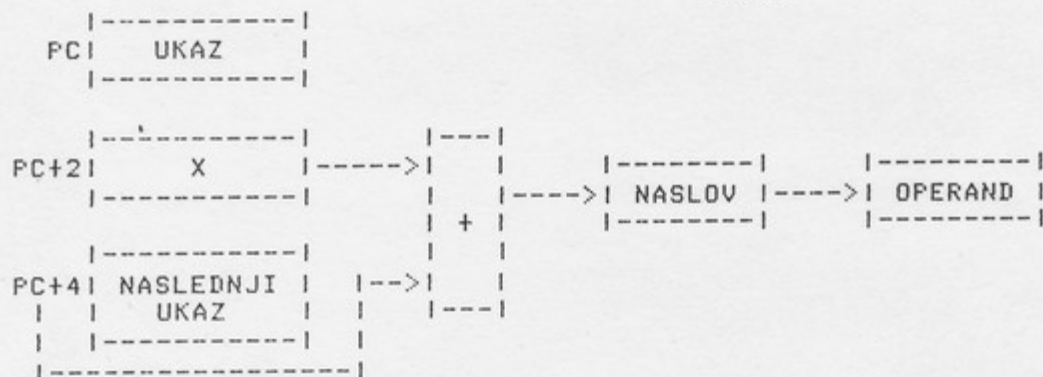 PC UKAZ
PC+2 X
+ NASLOV OPERAND
PC+4 NASLEDNJI
UKAZ